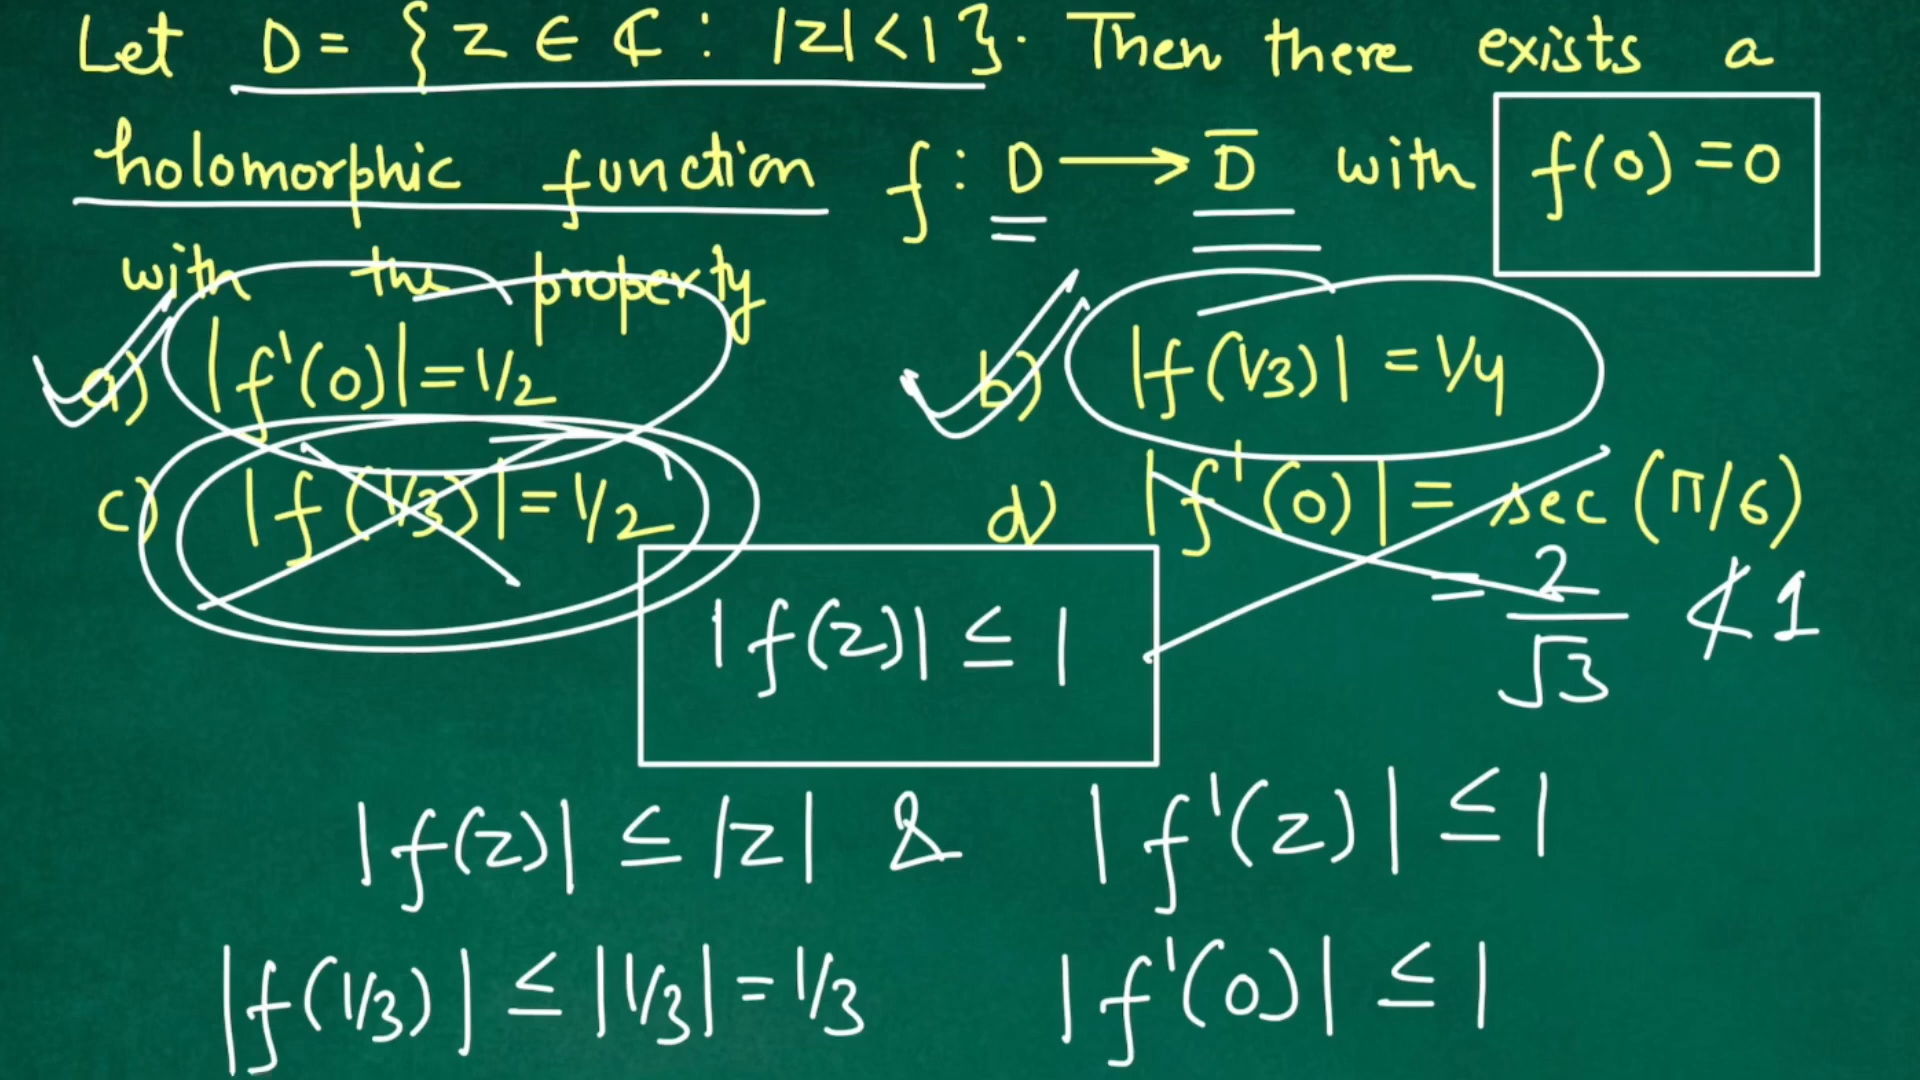 Let D = {z ∈ ℂ : |z| < 1}. Then there exists a
holomorphic function f : D ⟶ D̅ with f(0) = 0
with the property
a) |f'(0)| = 1/2 b) |f(1/3)| = 1/4
c) |f(1/3)| = 1/2 d) |f'(0)| = sec(π/6)
= 2/√3 ≮ 1
|f(z)| ≤ 1
|f(z)| ≤ |z| & |f'(z)| ≤ 1
|f(1/3)| ≤ |1/3| = 1/3 |f'(0)| ≤ 1